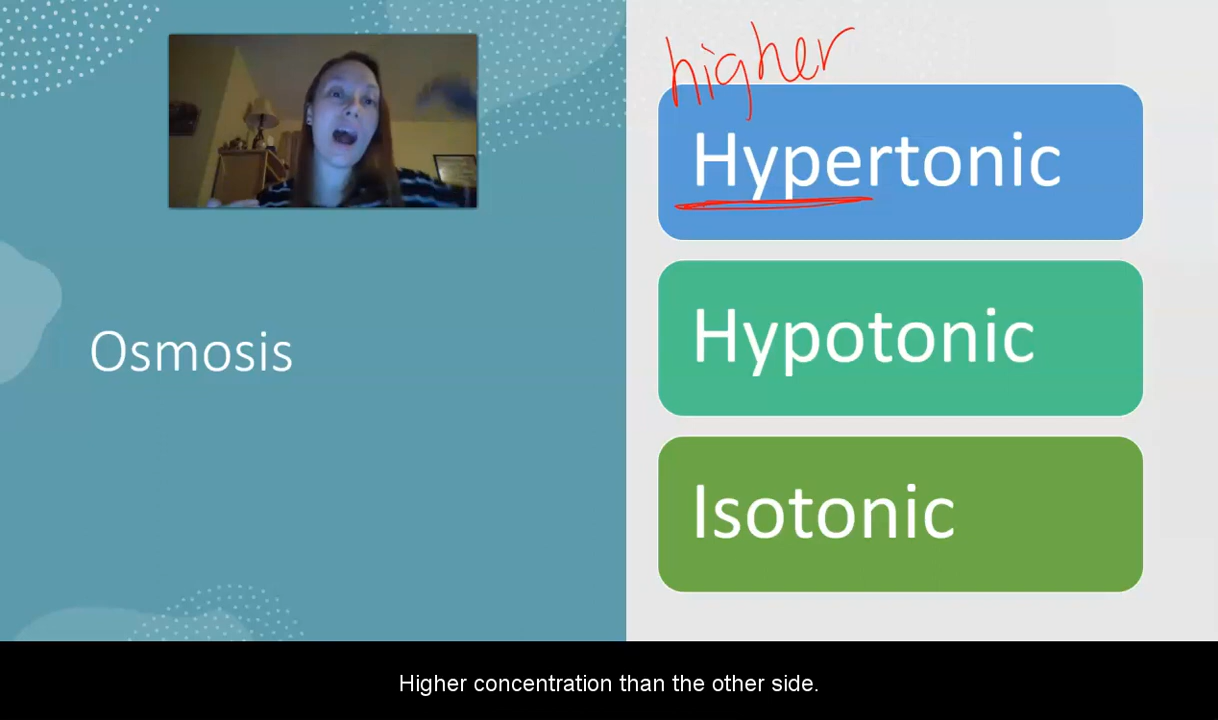 Osmosis
higher
Hypertonic
Hypotonic
Isotonic
Higher concentration than the other side.